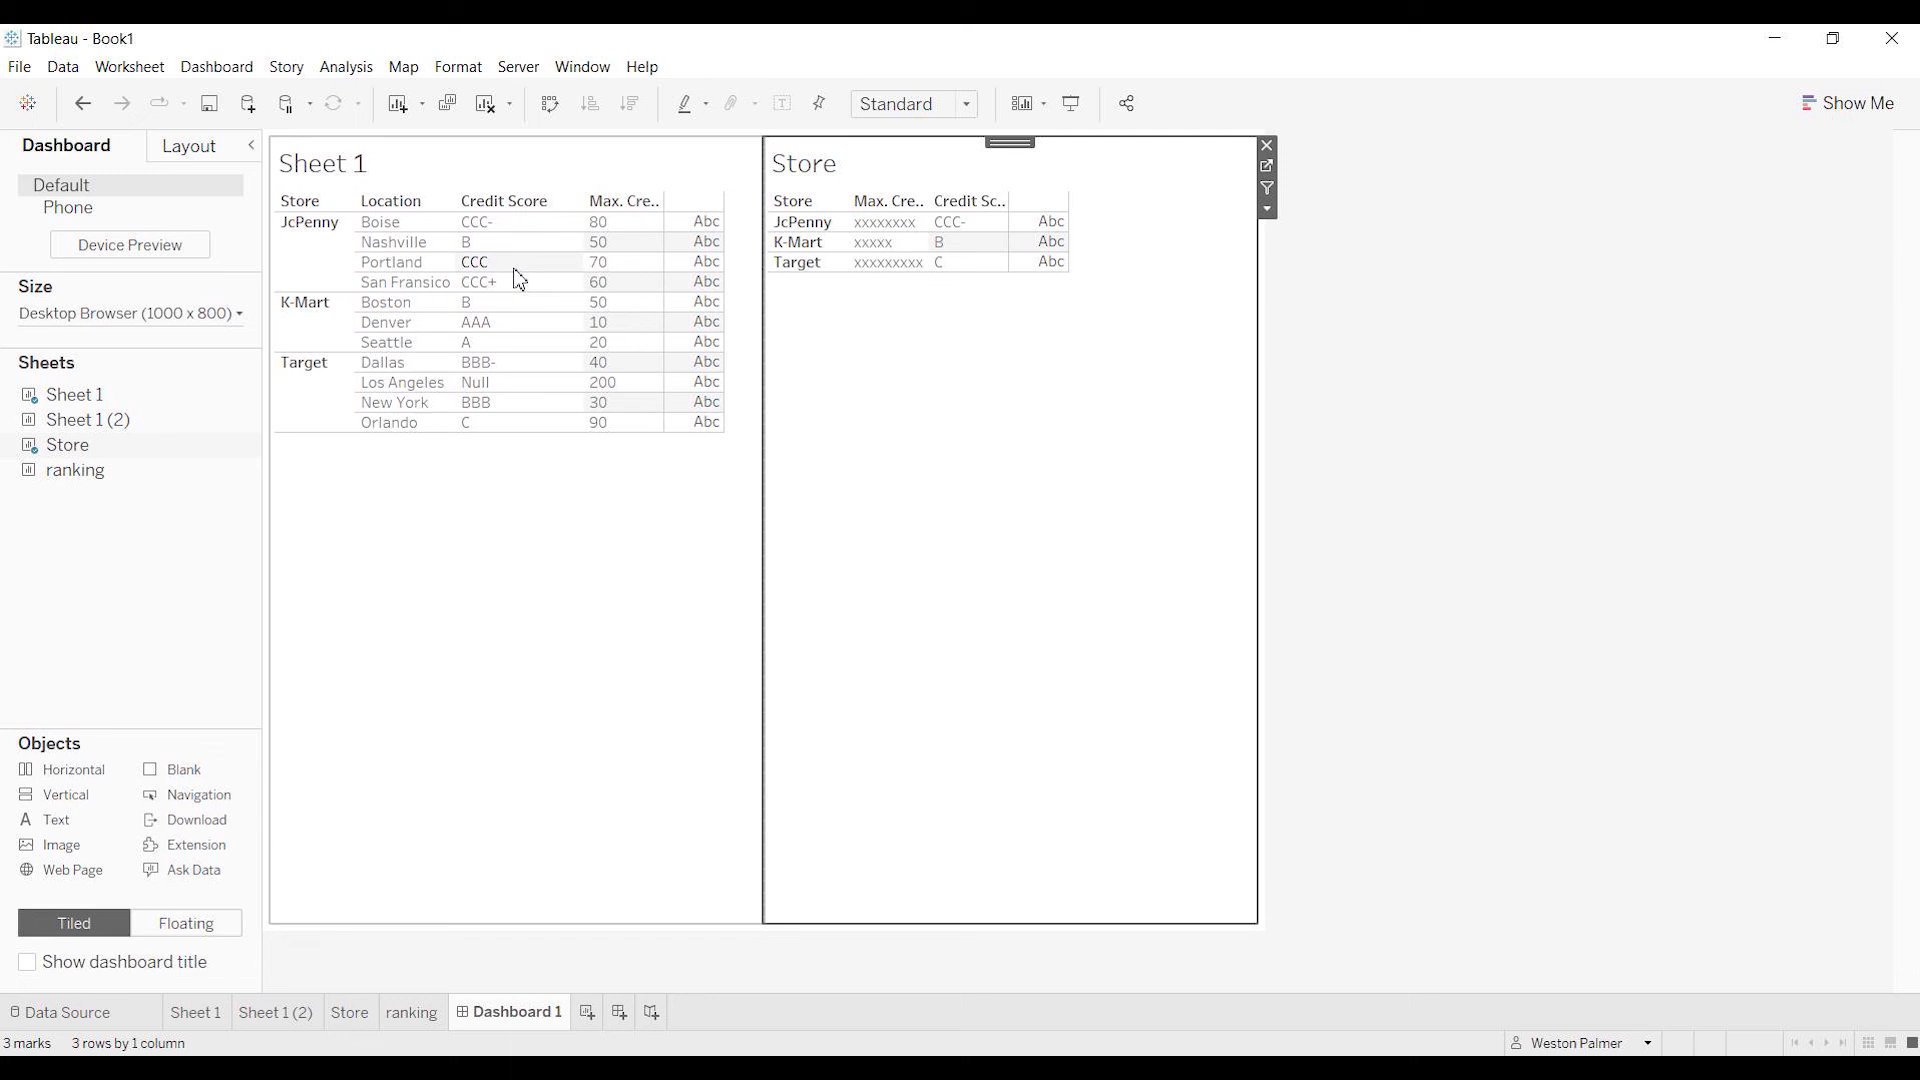 Tableau - Book1
File Data Worksheet Dashboard Story Analysis Map Format Server Window Help
Standard
Show Me
Dashboard Layout
Default
Phone
Device Preview
Size
Desktop Browser (1000 x 800)
Sheets
Sheet 1
Sheet 1 (2)
Store
ranking
Objects
Horizontal Blank
Vertical Navigation
A Text Download
Image Extension
Web Page Ask Data
Tiled Floating
Show dashboard title
Sheet 1
Store Location Credit Score Max. Cre..
JcPenny Boise CCC- 80 Abc
Nashville B 50 Abc
Portland CCC 70 Abc
San Fransico CCC+ 60 Abc
K-Mart Boston B 50 Abc
Denver AAA 10 Abc
Seattle A 20 Abc
Target Dallas BBB- 40 Abc
Los Angeles Null 200 Abc
New York BBB 30 Abc
Orlando C 90 Abc
Store
Store Max. Cre.. Credit Sc..
JcPenny xxxxxxxx CCC- Abc
K-Mart xxxxx B Abc
Target xxxxxxxxx C Abc
Data Source Sheet 1 Sheet 1 (2) Store ranking Dashboard 1
3 marks 3 rows by 1 column Weston Palmer